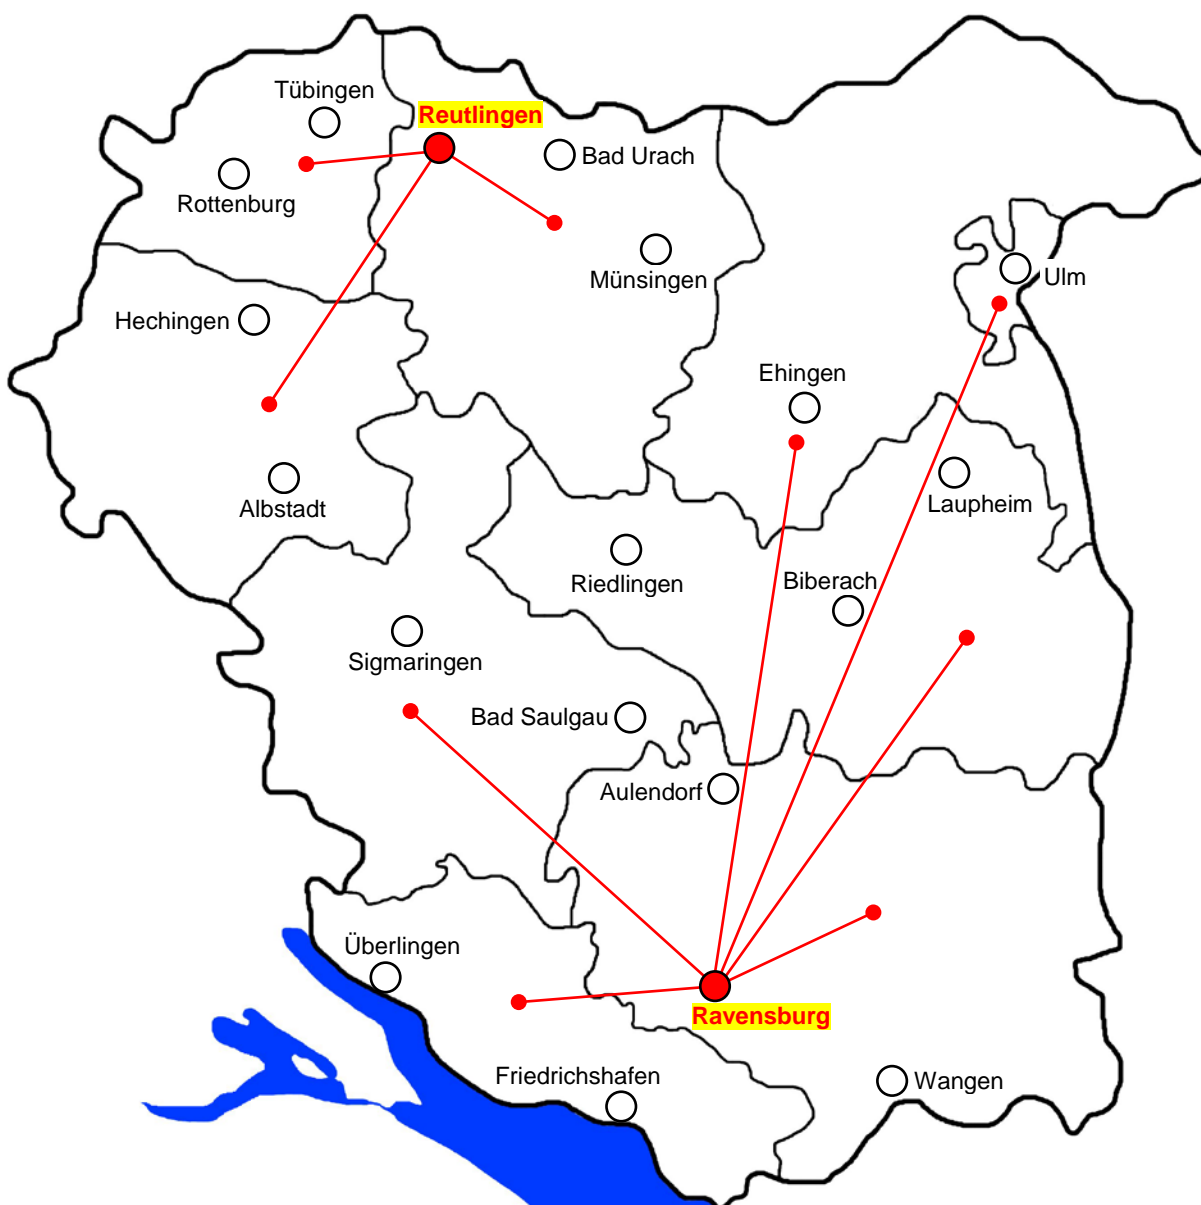 Tübingen
Reutlingen
Bad Urach
Rottenburg
Münsingen
Ulm
Hechingen
Ehingen
Albstadt
Laupheim
Riedlingen
Biberach
Sigmaringen
Bad Saulgau
Aulendorf
Überlingen
Ravensburg
Friedrichshafen
Wangen